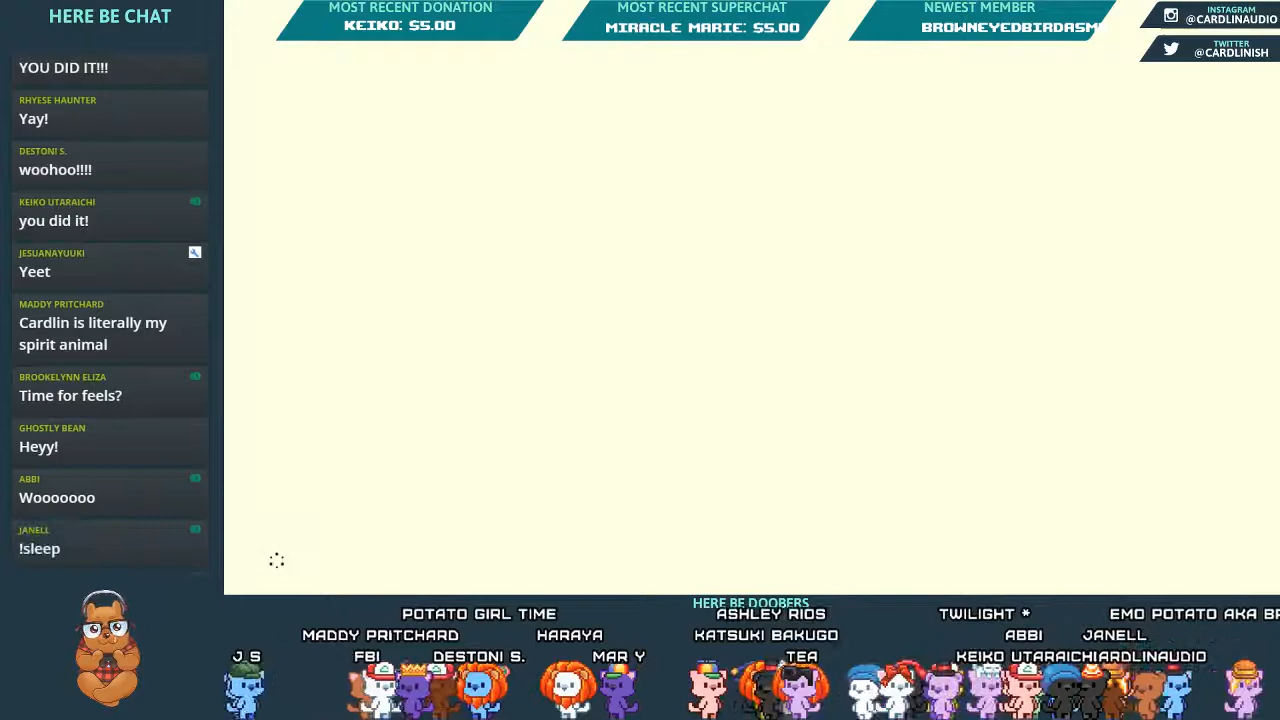 HERE BE CHAT
YOU DID IT!!!
RHYESE HAUNTER
Yay!
DESTONI S.
woohoo!!!!
KEIKO UTARAICHI
you did it!
JESUANAYUUKI
Yeet
MADDY PRITCHARD
Cardlin is literally my
spirit animal
BROOKELYNN ELIZA
Time for feels?
GHOSTLY BEAN
Heyy!
ABBI
Wooooooo
JANELL
!sleep
MOST RECENT DONATION
KEIKO: $5.00
MOST RECENT SUPERCHAT
MIRACLE MARIE: $5.00
NEWEST MEMBER
BROWNEYEDBIRDASM
INSTAGRAM
@CARDLINAUDIO
TWITTER
@CARDLINISH
HERE BE DOOBERS
POTATO GIRL TIME
ASHLEY RIOS
TWILIGHT *
EMO POTATO AKA
MADDY PRITCHARD
HARAYA
KATSUKI BAKUGO
ABBI
JANELL
J S
FBI
DESTONI S.
MAR Y
TEA
KEIKO UTARAICHI
ARDLINAUDIO